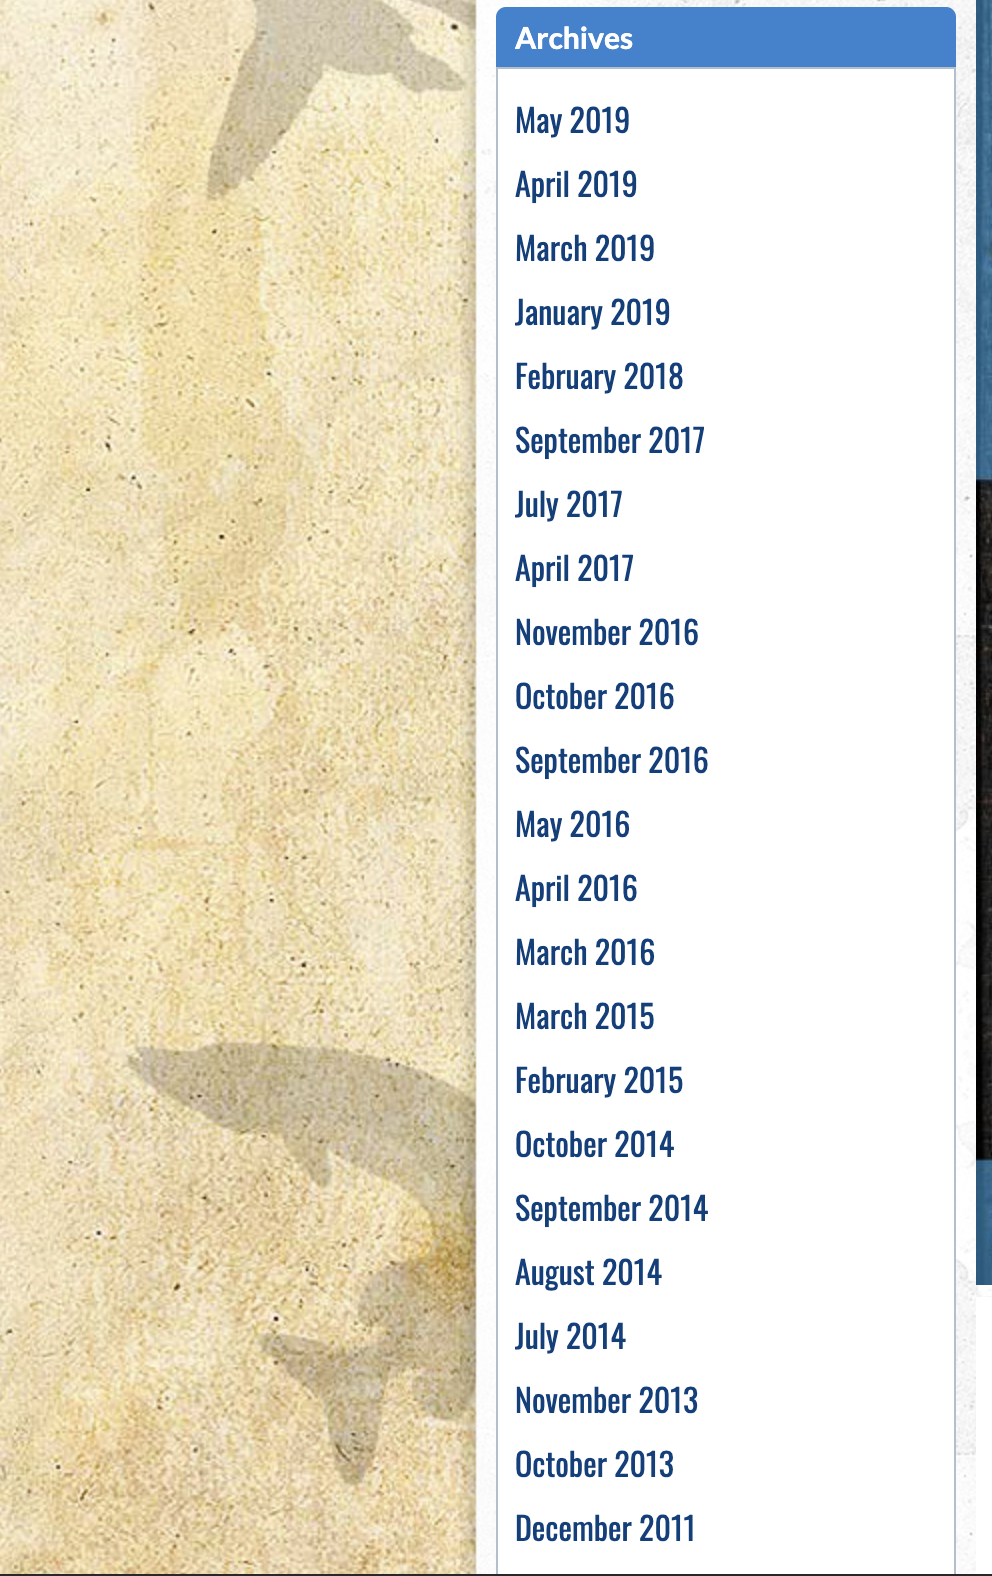 Archives
May 2019
April 2019
March 2019
January 2019
February 2018
September 2017
July 2017
April 2017
November 2016
October 2016
September 2016
May 2016
April 2016
March 2016
March 2015
February 2015
October 2014
September 2014
August 2014
July 2014
November 2013
October 2013
December 2011